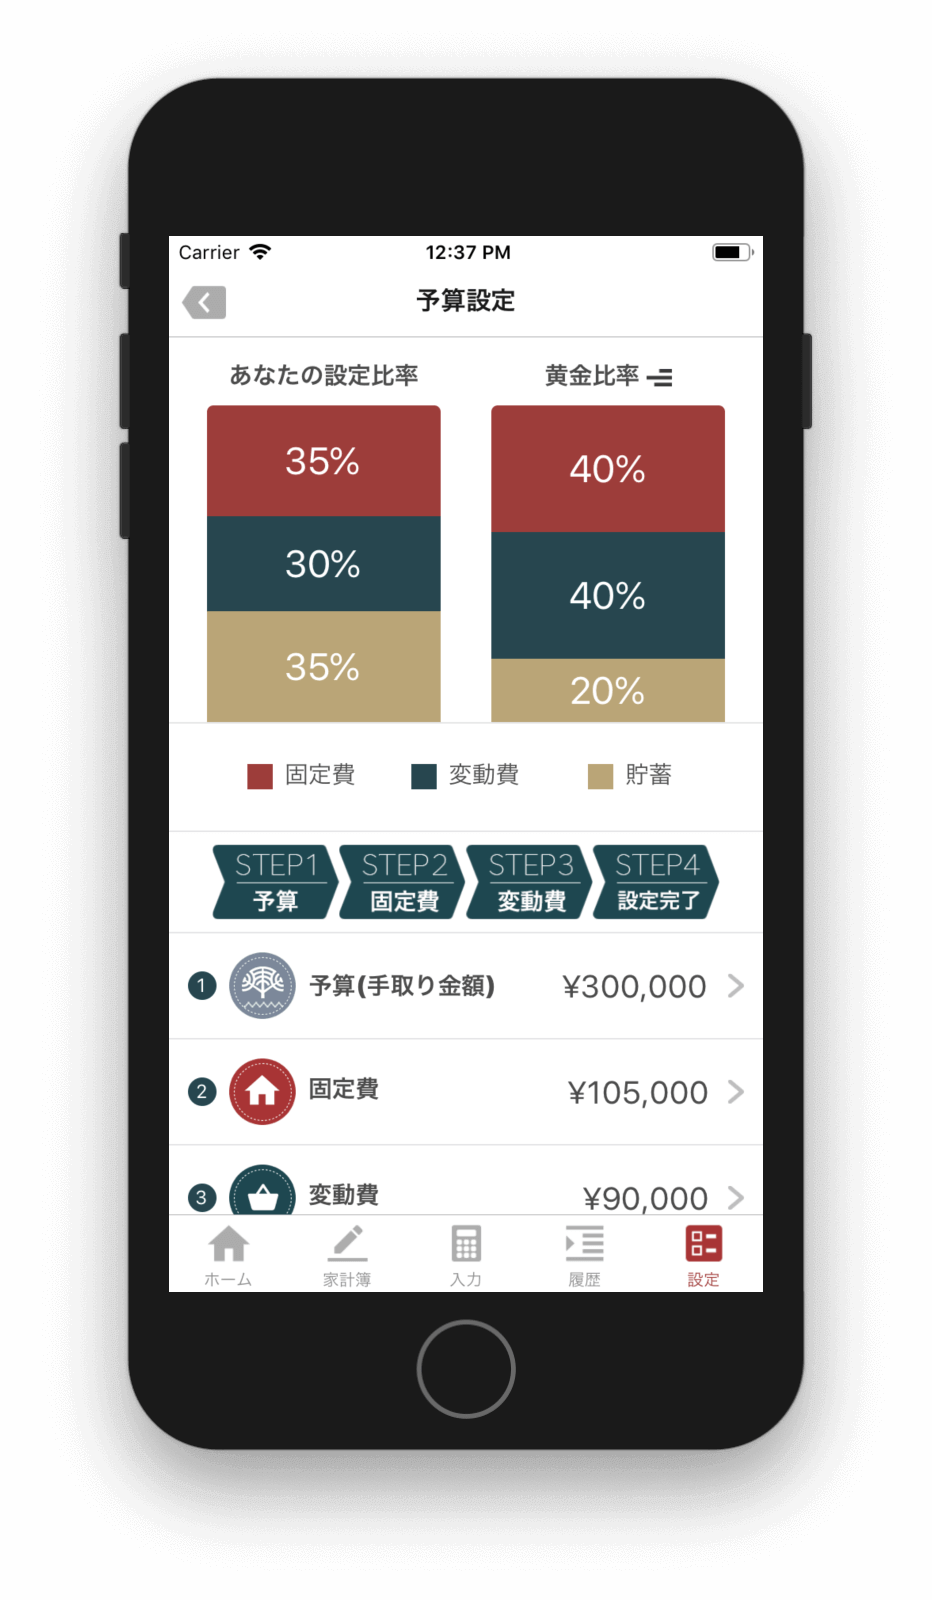 Carrier 12:37 PM
予算設定
あなたの設定比率 黄金比率
35% 40%
30% 40%
35% 20%
固定費 変動費 貯蓄
STEP1 STEP2 STEP3 STEP4
予算 固定費 変動費 設定完了
1 予算(手取り金額) ¥300,000
2 固定費 ¥105,000
3 変動費 ¥90,000
ホーム 家計簿 入力 履歴 設定